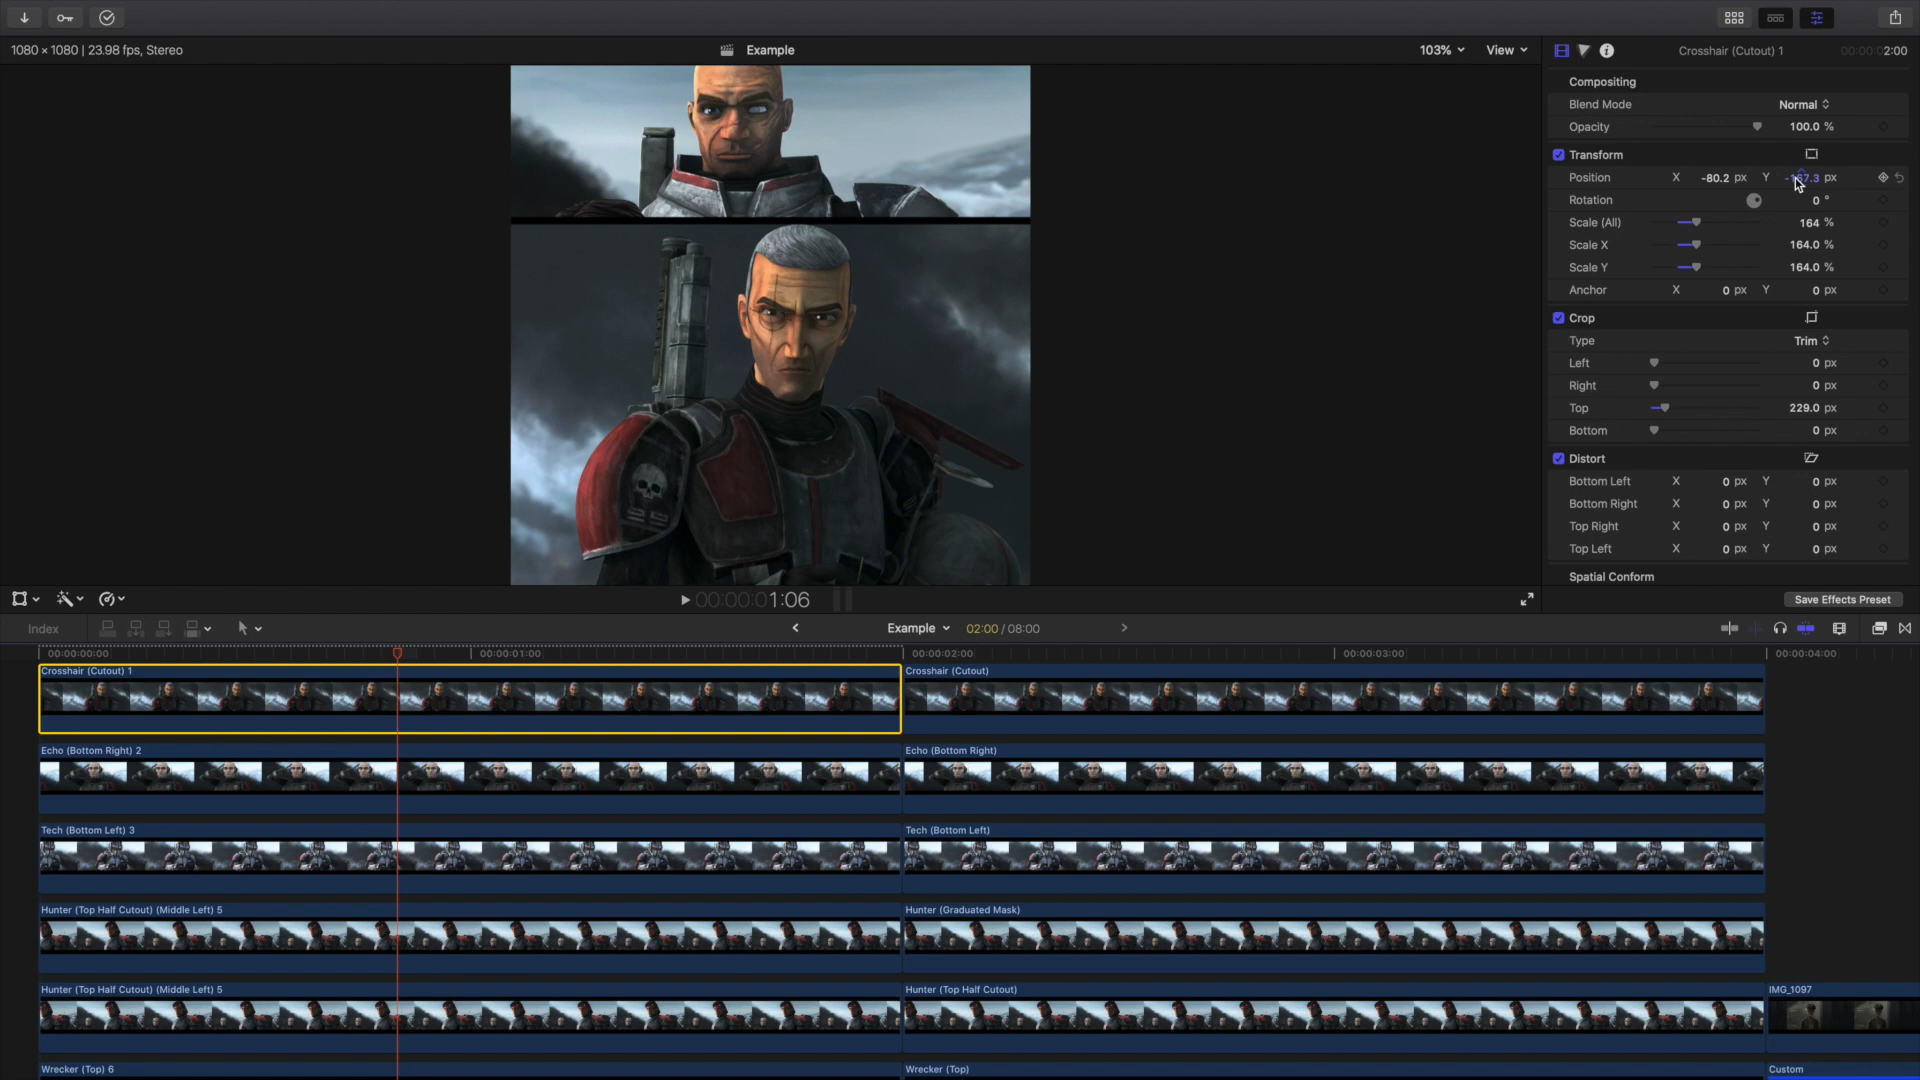 1080 × 1080 | 23.98 fps, Stereo
Example
103%
View
Crosshair (Cutout) 1
00:00:02:00
Compositing
Blend Mode Normal
Opacity 100.0 %
Transform
Position X -80.2 px Y px
Rotation 0 °
Scale (All) 164 %
Scale X 164.0 %
Scale Y 164.0 %
Anchor X 0 px Y 0 px
Crop
Type Trim
Left 0 px
Right 0 px
Top 229.0 px
Bottom 0 px
Distort
Bottom Left X 0 px Y 0 px
Bottom Right X 0 px Y 0 px
Top Right X 0 px Y 0 px
Top Left X 0 px Y 0 px
Spatial Conform
00:00:01:06
Save Effects Preset
Index
Example 02:00 / 08:00
00:00:00:00 00:00:01:00 00:00:02:00 00:00:03:00 00:00:04:00
Crosshair (Cutout) 1 Crosshair (Cutout)
Echo (Bottom Right) 2 Echo (Bottom Right)
Tech (Bottom Left) 3 Tech (Bottom Left)
Hunter (Top Half Cutout) (Middle Left) 5 Hunter (Graduated Mask)
Hunter (Top Half Cutout) (Middle Left) 5 Hunter (Top Half Cutout) IMG_1097
Wrecker (Top) 6 Wrecker (Top) Custom